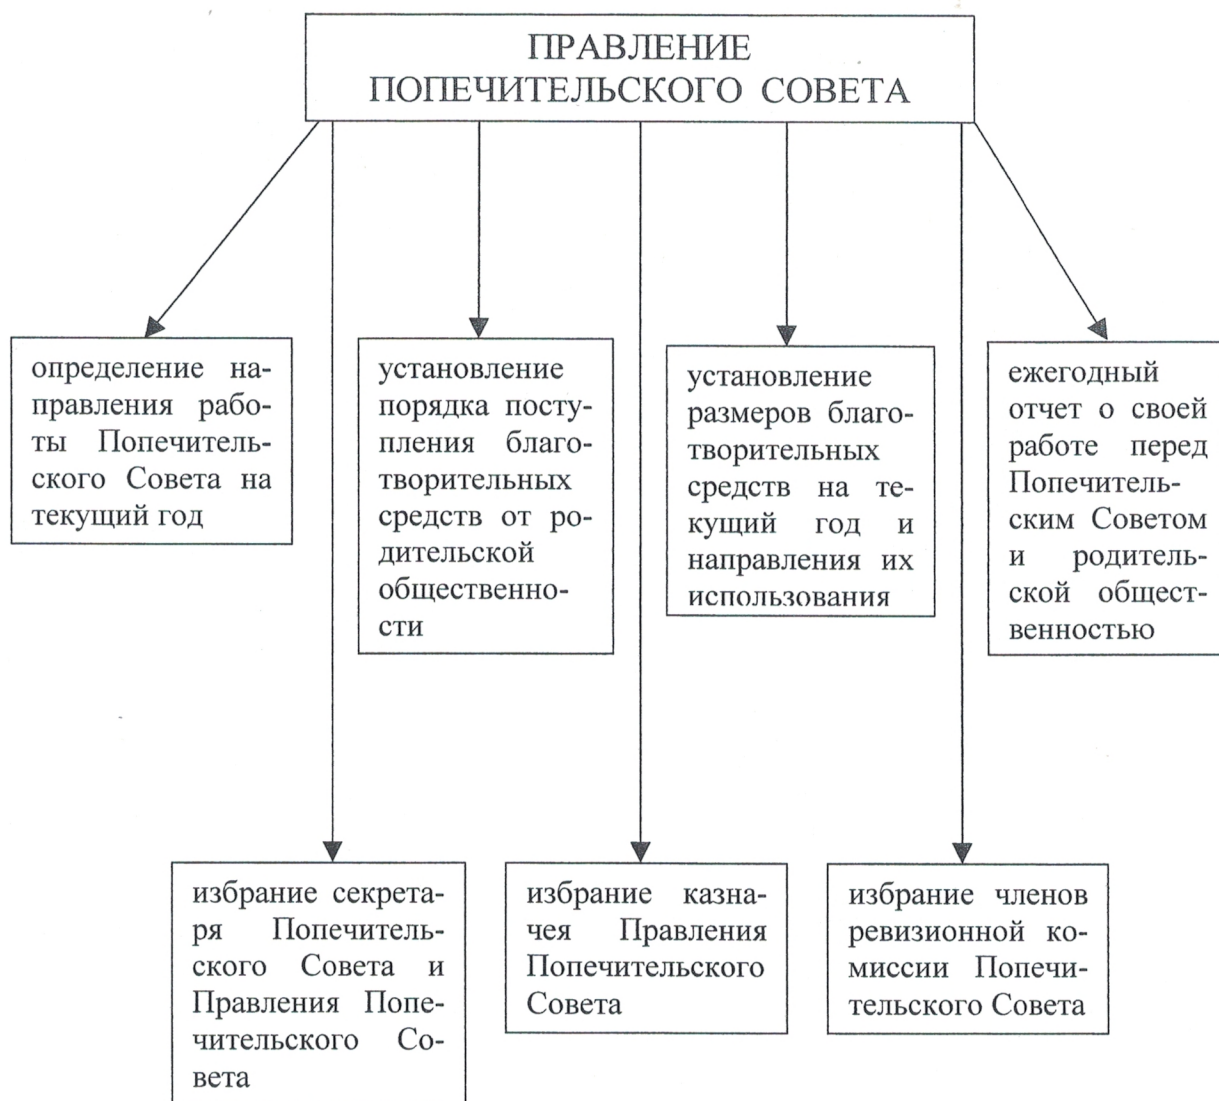 ПРАВЛЕНИЕ
ПОПЕЧИТЕЛЬСКОГО СОВЕТА
определение на-
правления рабо-
ты Попечитель-
ского Совета на
текущий год
установление
порядка посту-
пления благо-
творительных
средств от ро-
дительской
общественно-
сти
установление
размеров благо-
творительных
средств на те-
кущий год и
направления их
использования
ежегодный
отчет о своей
работе перед
Попечитель-
ским Советом
и родитель-
ской общест-
венностью
избрание секрета-
ря Попечитель-
ского Совета и
Правления Попе-
чительского Со-
вета
избрание казна-
чея Правления
Попечительского
Совета
избрание членов
ревизионной ко-
миссии Попечи-
тельского Совета